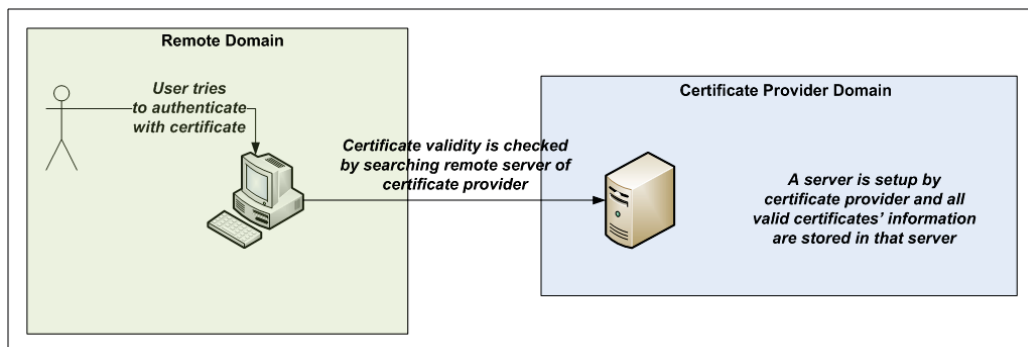 Remote Domain
User tries
to authenticate
with certificate
Certificate validity is checked
by searching remote server of
certificate provider
Certificate Provider Domain
A server is setup by
certificate provider and all
valid certificates' information
are stored in that server